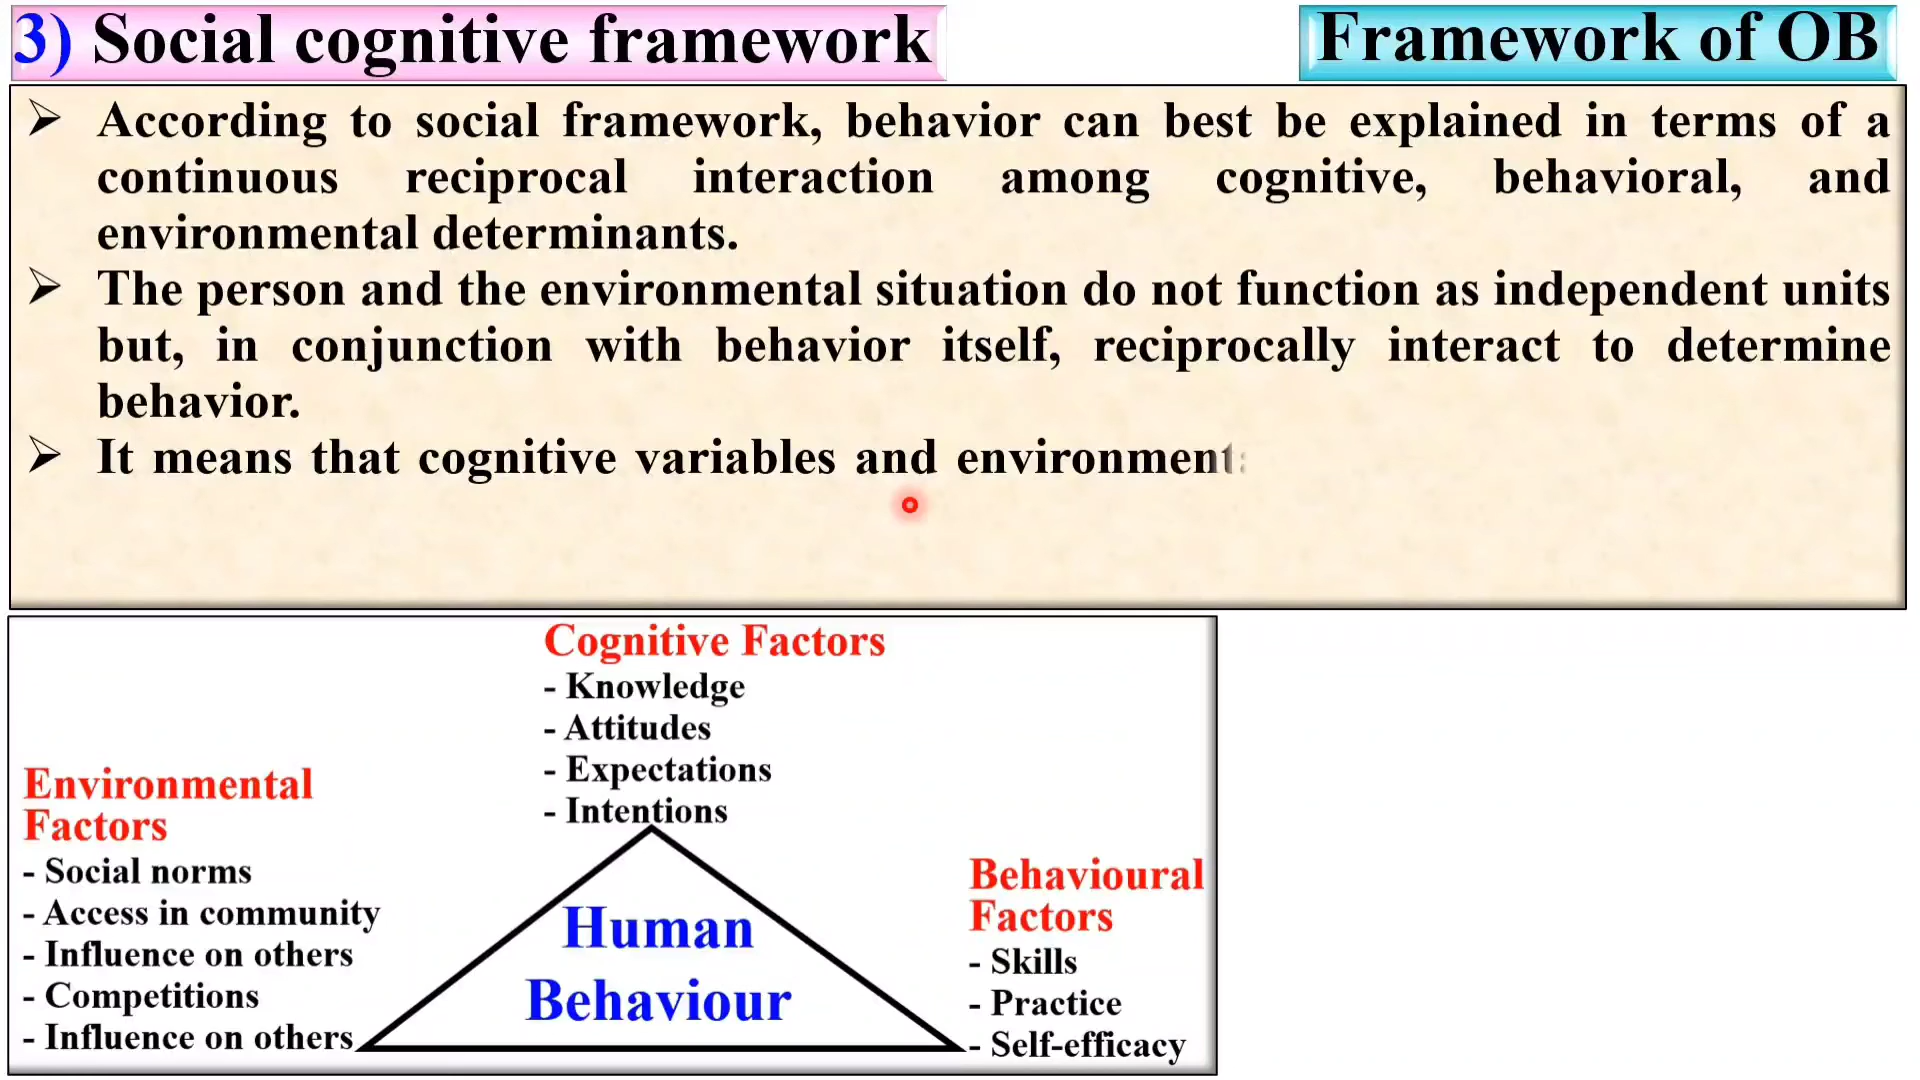 3) Social cognitive framework
Framework of OB
➢ According to social framework, behavior can best be explained in terms of a
continuous reciprocal interaction among cognitive, behavioral, and
environmental determinants.
➢ The person and the environmental situation do not function as independent units
but, in conjunction with behavior itself, reciprocally interact to determine
behavior.
➢ It means that cognitive variables and environment
Cognitive Factors
- Knowledge
- Attitudes
- Expectations
- Intentions
Environmental
Factors
- Social norms
- Access in community
- Influence on others
- Competitions
- Influence on others
Human
Behaviour
Behavioural
Factors
- Skills
- Practice
- Self-efficacy